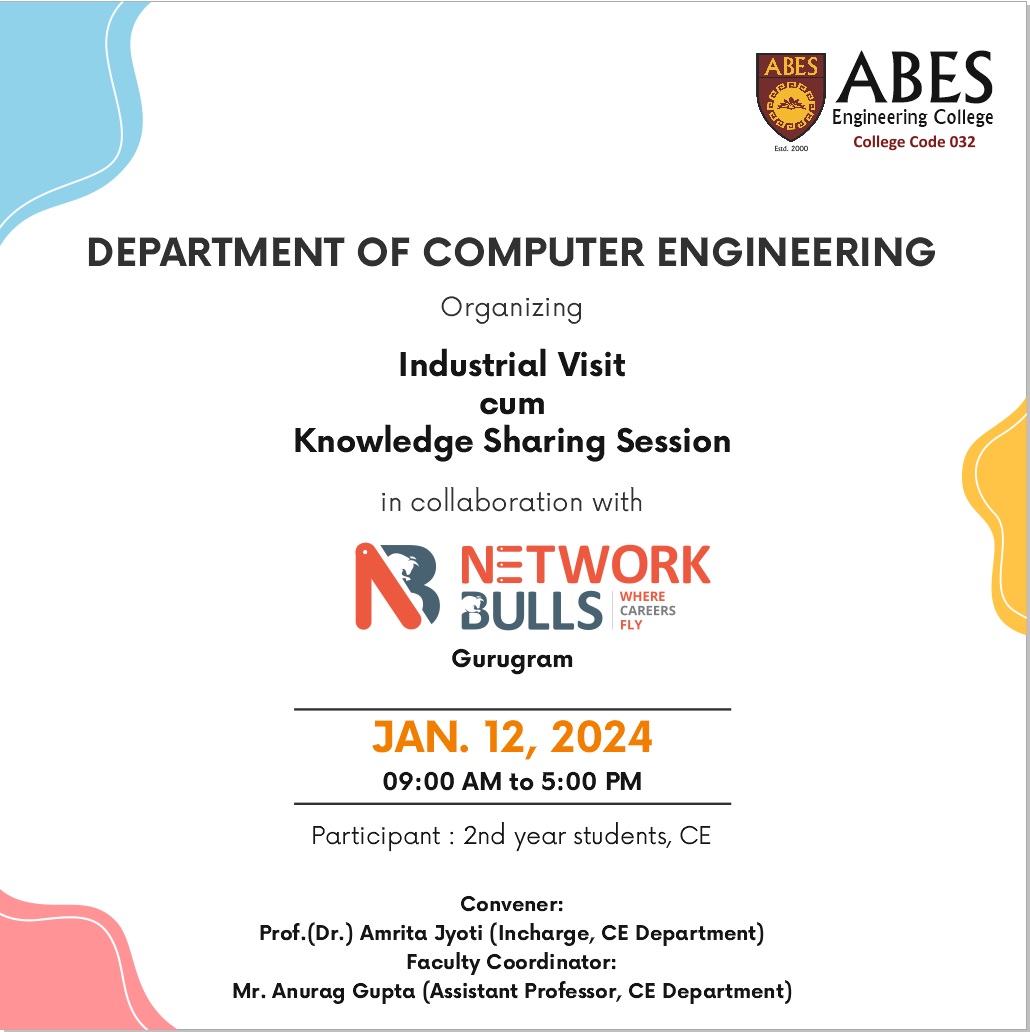 ABES
ABES
Engineering College
Estd. 2000
College Code 032
DEPARTMENT OF COMPUTER ENGINEERING
Organizing
Industrial Visit
cum
Knowledge Sharing Session
in collaboration with
NB
NETWORK
BULLS
WHERE
CAREERS
FLY
Gurugram
JAN. 12, 2024
09:00 AM to 5:00 PM
Participant : 2nd year students, CE
Convener:
Prof.(Dr.) Amrita Jyoti (Incharge, CE Department)
Faculty Coordinator:
Mr. Anurag Gupta (Assistant Professor, CE Department)